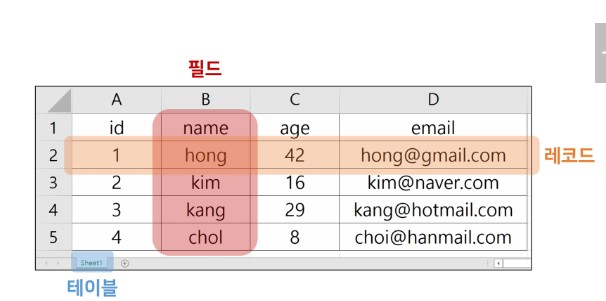 필드
A B C D
1 id name age email
2 1 hong 42 hong@gmail.com 레코드
3 2 kim 16 kim@naver.com
4 3 kang 29 kang@hotmail.com
5 4 chol 8 choi@hanmail.com
Sheet1
테이블